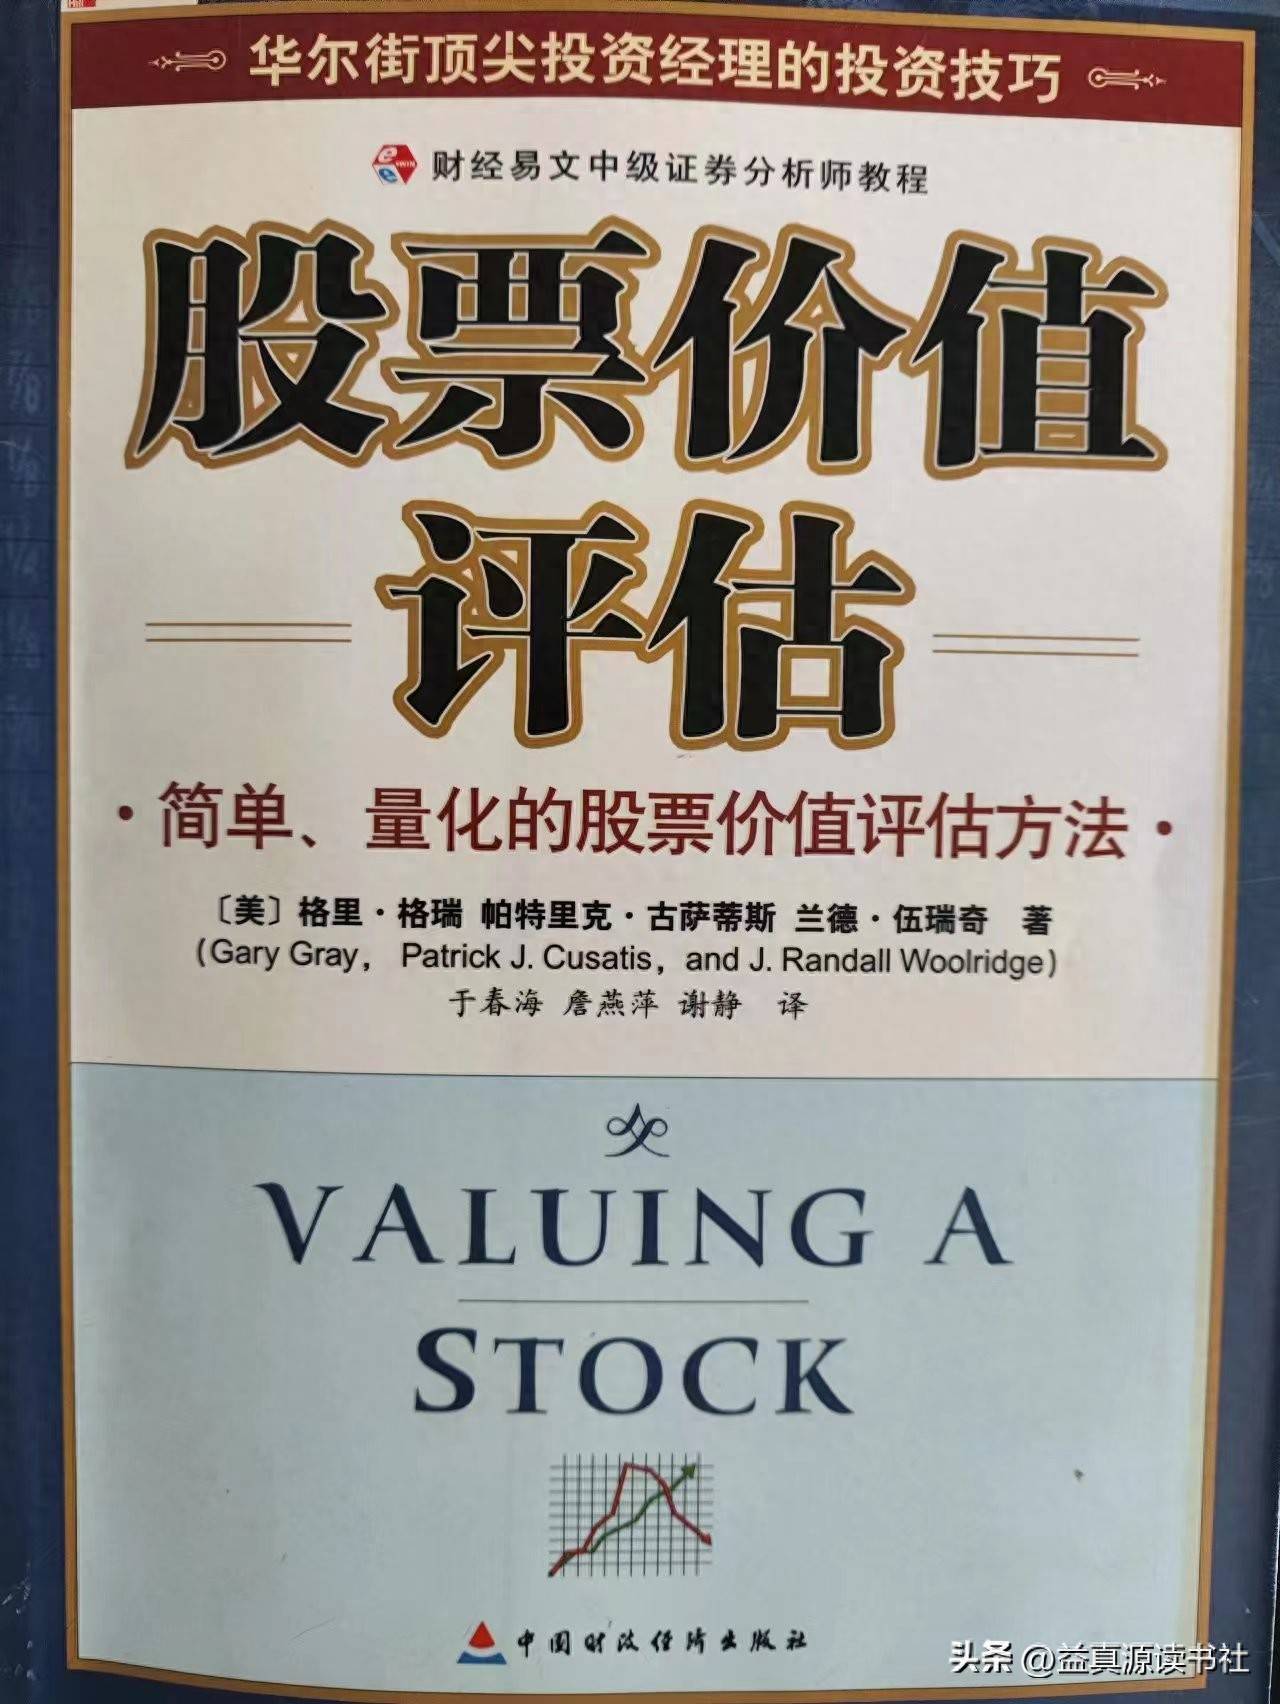 华尔街顶尖投资经理的投资技巧
财经易文中级证券分析师教程
股票价值
评估
·简单、量化的股票价值评估方法·
〔美〕格里·格瑞 帕特里克·古萨蒂斯 兰德·伍瑞奇 著
(Gary Gray, Patrick J. Cusatis, and J. Randall Woolridge)
于春海 詹燕萍 谢静 译
VALUING A
STOCK
中国财政经济出版社
头条 @益真源读书社